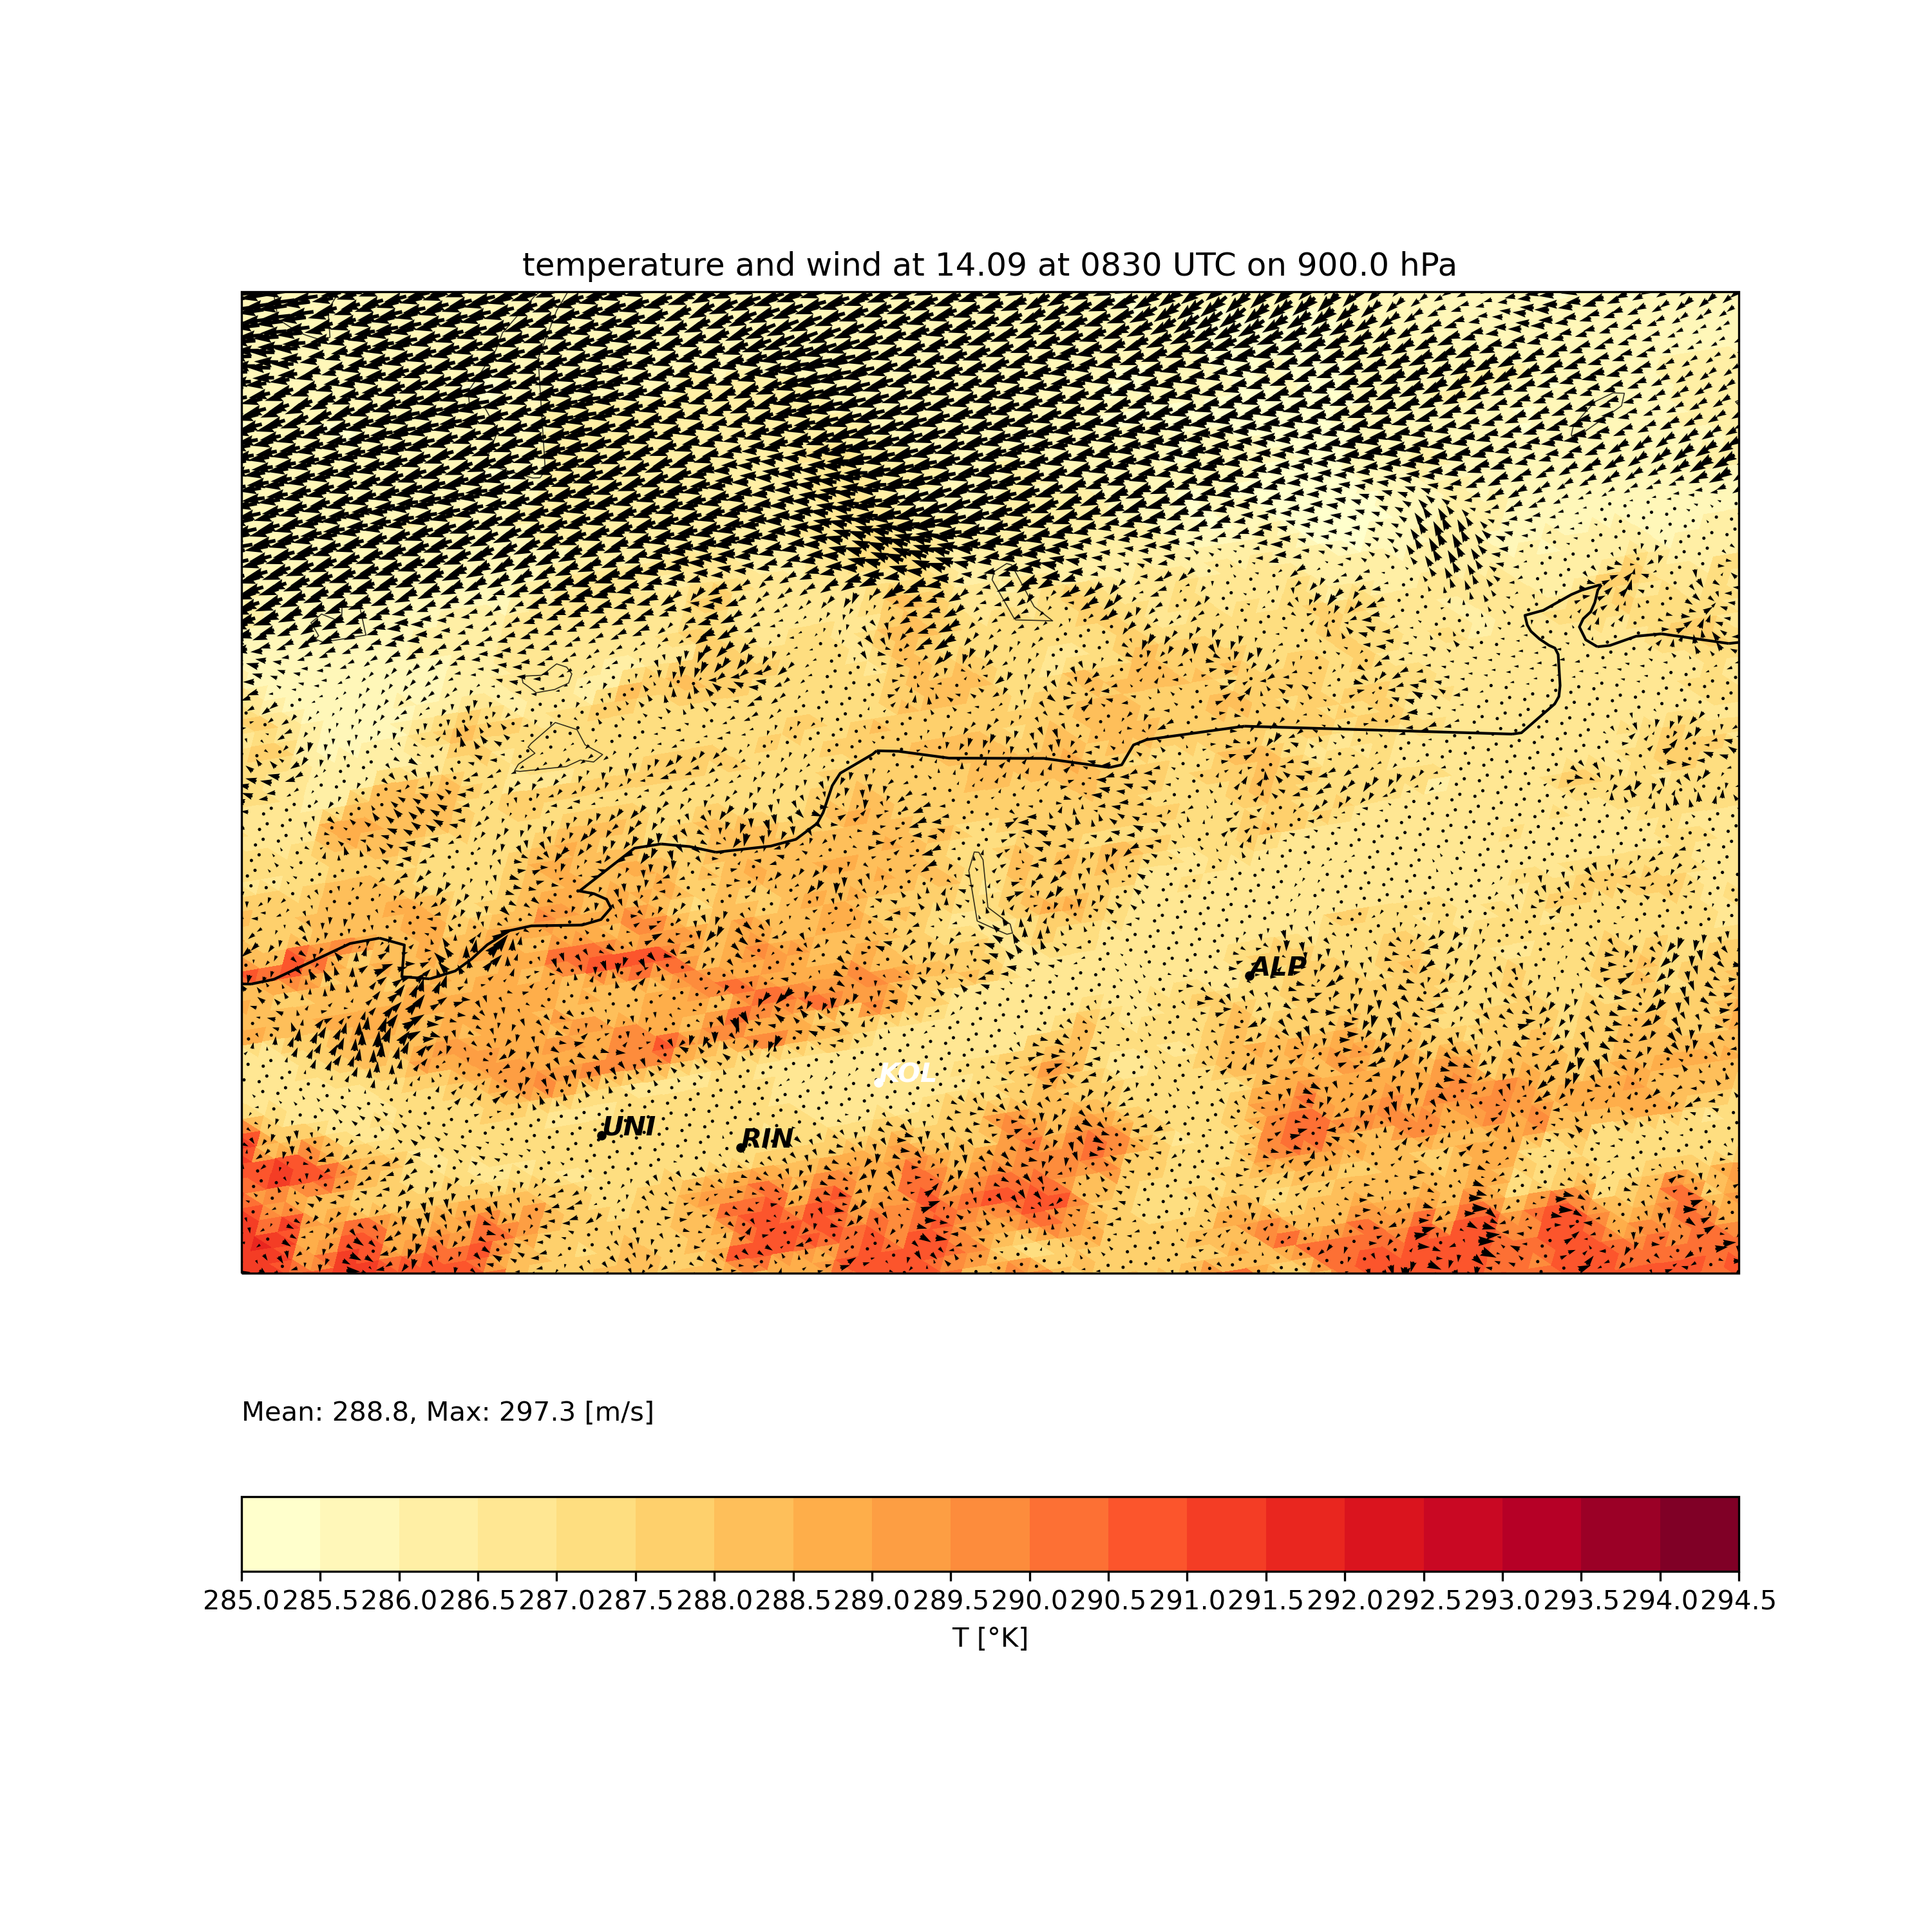 temperature and wind at 14.09 at 0830 UTC on 900.0 hPa
ALP
KOL
UNI
RIN
Mean: 288.8, Max: 297.3 [m/s]
285.0 285.5 286.0 286.5 287.0 287.5 288.0 288.5 289.0 289.5 290.0 290.5 291.0 291.5 292.0 292.5 293.0 293.5 294.0 294.5
T [°K]